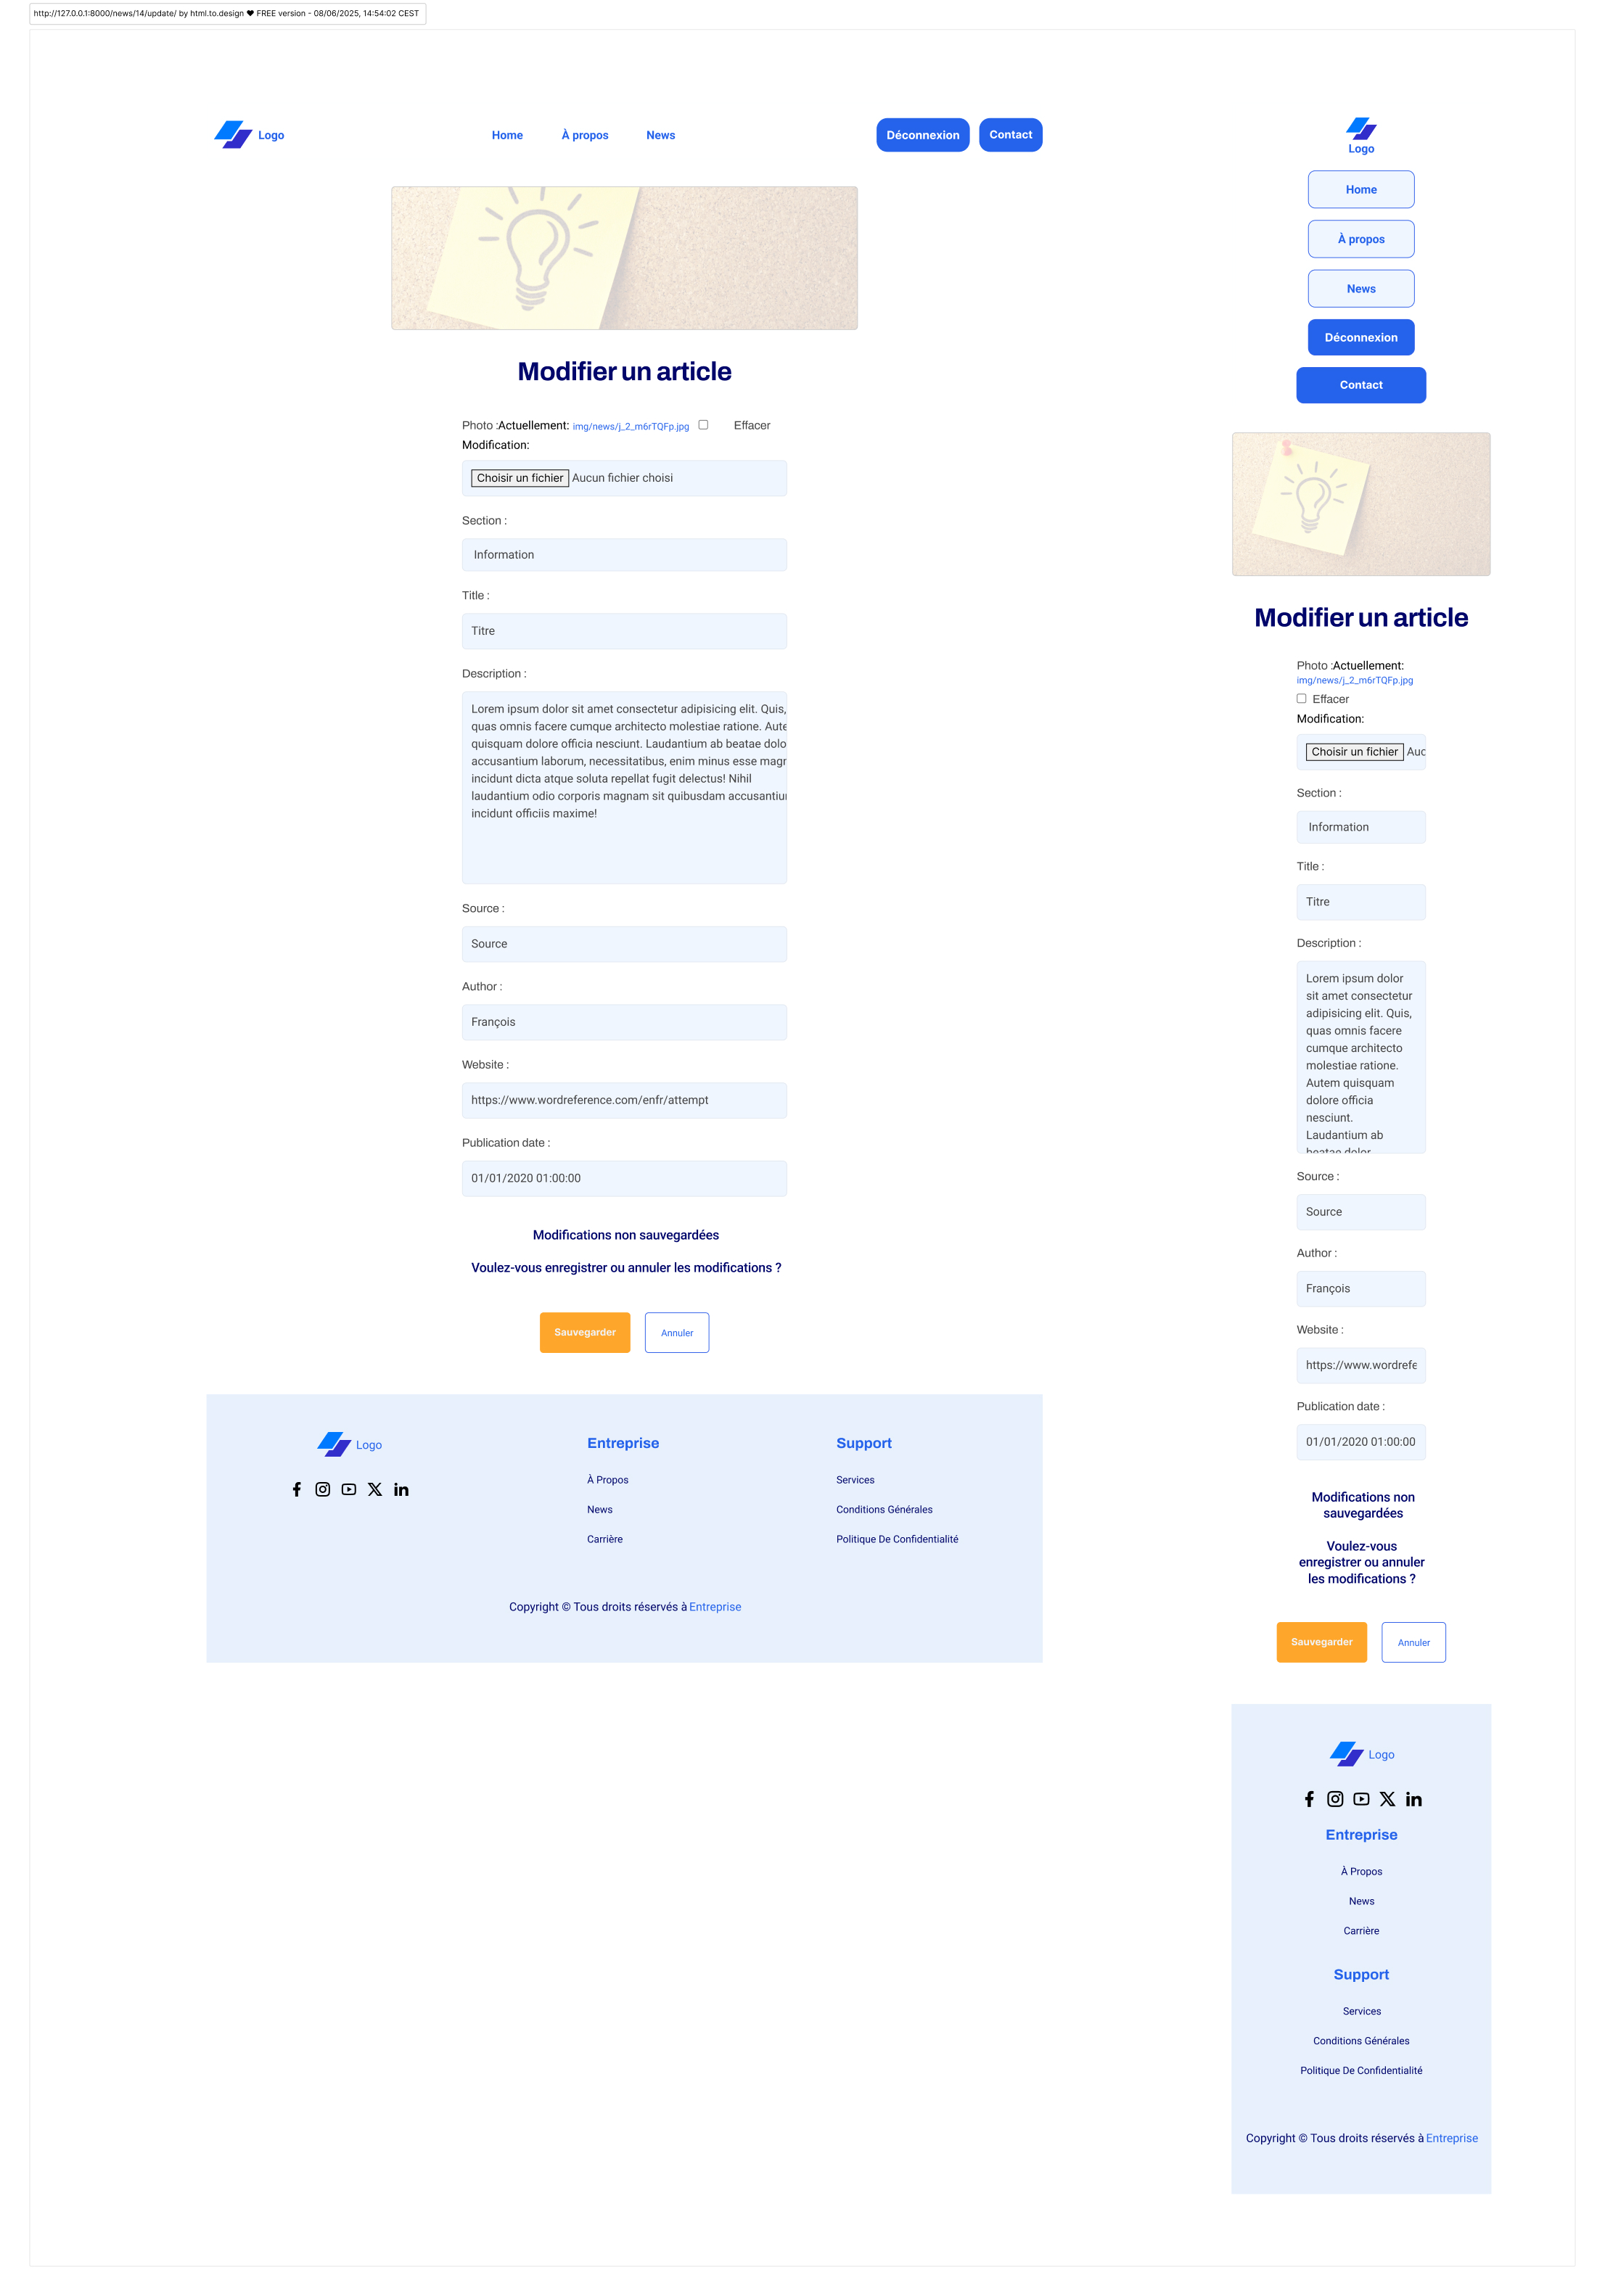 http://127.0.0.1:8000/news/14/update/ by html.to.design ❤ FREE version - 08/06/2025, 14:54:02 CEST
Logo
Home À propos News
Déconnexion Contact
Modifier un article
Photo :Actuellement: img/news/j_2_m6rTQFp.jpg Effacer
Modification:
Choisir un fichier Aucun fichier choisi
Section :
Information
Title :
Titre
Description :
Lorem ipsum dolor sit amet consectetur adipisicing elit. Quis,
quas omnis facere cumque architecto molestiae ratione. Aute
quisquam dolore officia nesciunt. Laudantium ab beatae dolo
accusantium laborum, necessitatibus, enim minus esse magn
incidunt dicta atque soluta repellat fugit delectus! Nihil
laudantium odio corporis magnam sit quibusdam accusantiu
incidunt officiis maxime!
Source :
Source
Author :
François
Website :
https://www.wordreference.com/enfr/attempt
Publication date :
01/01/2020 01:00:00
Modifications non sauvegardées
Voulez-vous enregistrer ou annuler les modifications ?
Sauvegarder Annuler
Logo
Entreprise
À Propos
News
Carrière
Support
Services
Conditions Générales
Politique De Confidentialité
Copyright © Tous droits réservés à Entreprise
Logo
Home
À propos
News
Déconnexion
Contact
Modifier un article
Photo :Actuellement:
img/news/j_2_m6rTQFp.jpg
Effacer
Modification:
Choisir un fichier Auc
Section :
Information
Title :
Titre
Description :
Lorem ipsum dolor
sit amet consectetur
adipisicing elit. Quis,
quas omnis facere
cumque architecto
molestiae ratione.
Autem quisquam
dolore officia
nesciunt.
Laudantium ab
beatae dolor
Source :
Source
Author :
François
Website :
https://www.wordrefe
Publication date :
01/01/2020 01:00:00
Modifications non
sauvegardées
Voulez-vous
enregistrer ou annuler
les modifications ?
Sauvegarder Annuler
Logo
Entreprise
À Propos
News
Carrière
Support
Services
Conditions Générales
Politique De Confidentialité
Copyright © Tous droits réservés à Entreprise